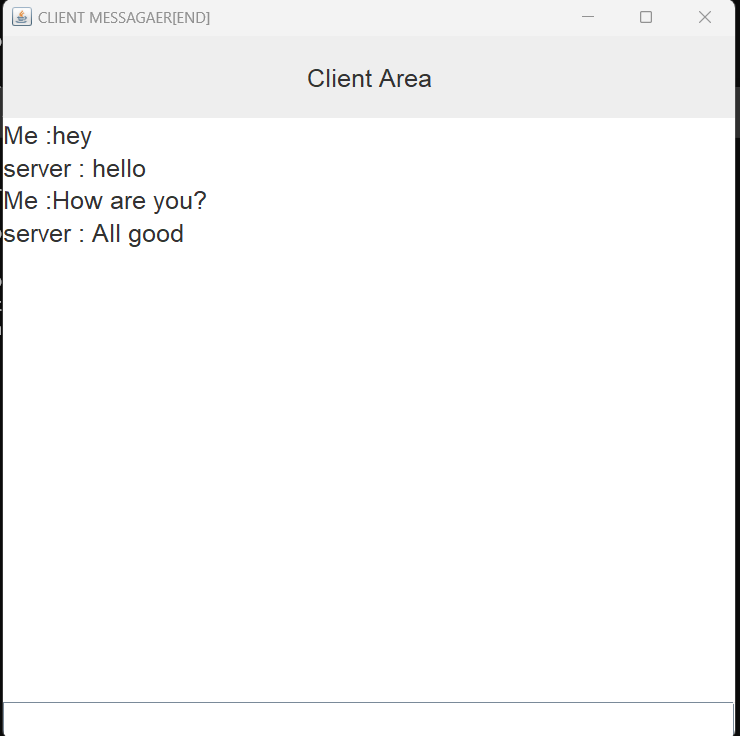 CLIENT MESSAGAER[END]
Client Area
Me :hey
server : hello
Me :How are you?
server : All good